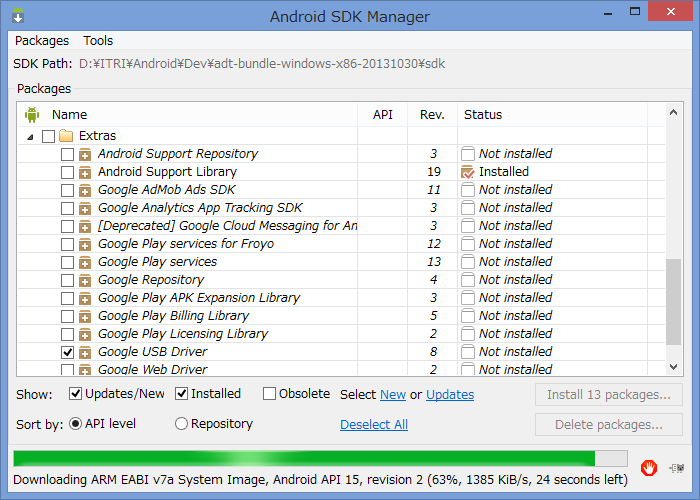 Android SDK Manager
Packages Tools
SDK Path: D:¥ITRI¥Android¥Dev¥adt-bundle-windows-x86-20131030¥sdk
Packages
Name API Rev. Status
Extras
Android Support Repository 3 Not installed
Android Support Library 19 Installed
Google AdMob Ads SDK 11 Not installed
Google Analytics App Tracking SDK 3 Not installed
[Deprecated] Google Cloud Messaging for An 3 Not installed
Google Play services for Froyo 12 Not installed
Google Play services 13 Not installed
Google Repository 4 Not installed
Google Play APK Expansion Library 3 Not installed
Google Play Billing Library 5 Not installed
Google Play Licensing Library 2 Not installed
Google USB Driver 8 Not installed
Google Web Driver 2 Not installed
Show: Updates/New Installed Obsolete Select New or Updates Install 13 packages...
Sort by: API level Repository Deselect All Delete packages...
Downloading ARM EABI v7a System Image, Android API 15, revision 2 (63%, 1385 KiB/s, 24 seconds left)